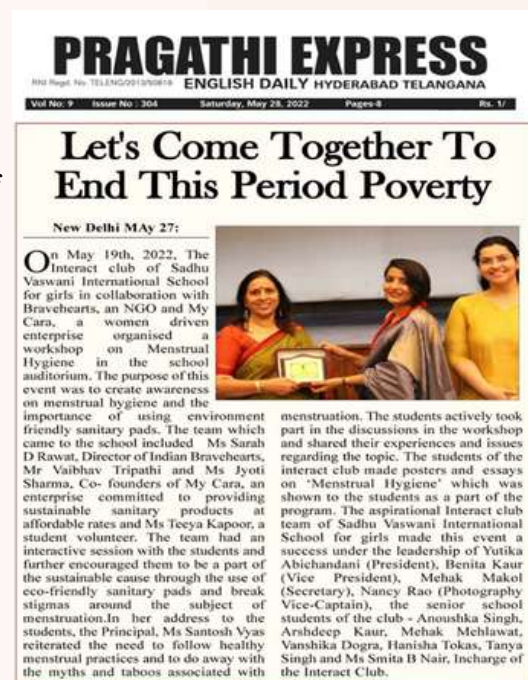 PRAGATHI EXPRESS
RNI Regd. No. TELENG/2013/50816 ENGLISH DAILY HYDERABAD TELANGANA
Vol No: 9 Issue No : 304 Saturday, May 28, 2022 Pages-8 Rs. 1/
Let's Come Together To
End This Period Poverty
New Delhi MAy 27:
On May 19th, 2022, The
Interact club of Sadhu
Vaswani International School
for girls in collaboration with
Bravehearts, an NGO and My
Cara, a women driven
enterprise organised a
workshop on Menstrual
Hygiene in the school
auditorium. The purpose of this
event was to create awareness
on menstrual hygiene and the
importance of using environment
friendly sanitary pads. The team which
came to the school included Ms Sarah
D Rawat, Director of Indian Bravehearts,
Mr Vaibhav Tripathi and Ms Jyoti
Sharma, Co- founders of My Cara, an
enterprise committed to providing
sustainable sanitary products at
affordable rates and Ms Teeya Kapoor, a
student volunteer. The team had an
interactive session with the students and
further encouraged them to be a part of
the sustainable cause through the use of
eco-friendly sanitary pads and break
stigmas around the subject of
menstruation.In her address to the
students, the Principal, Ms Santosh Vyas
reiterated the need to follow healthy
menstrual practices and to do away with
the myths and taboos associated with
menstruation. The students actively took
part in the discussions in the workshop
and shared their experiences and issues
regarding the topic. The students of the
interact club made posters and essays
on 'Menstrual Hygiene' which was
shown to the students as a part of the
program. The aspirational Interact club
team of Sadhu Vaswani International
School for girls made this event a
success under the leadership of Yutika
Abichandani (President), Benita Kaur
(Vice President), Mehak Makol
(Secretary), Nancy Rao (Photography
Vice-Captain), the senior school
students of the club - Anoushka Singh,
Arshdeep Kaur, Mehak Mehlawat,
Vanshika Dogra, Hanisha Tokas, Tanya
Singh and Ms Smita B Nair, Incharge of
the Interact Club.